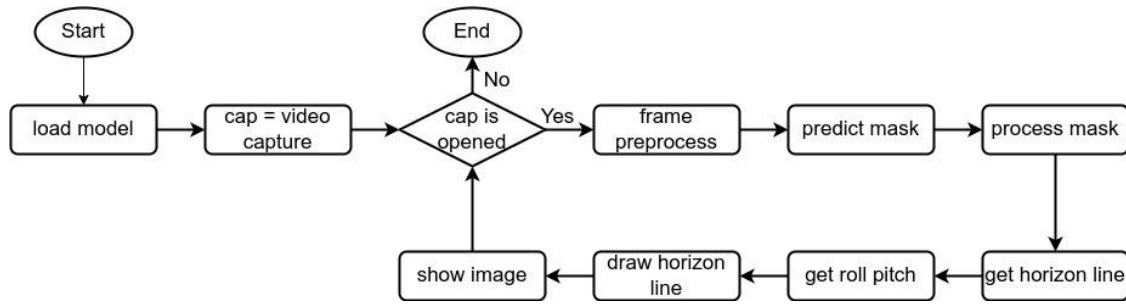 Start
End
No
load model
cap = video
capture
cap is
opened
Yes
frame
preprocess
predict mask
process mask
show image
draw horizon
line
get roll pitch
get horizon line